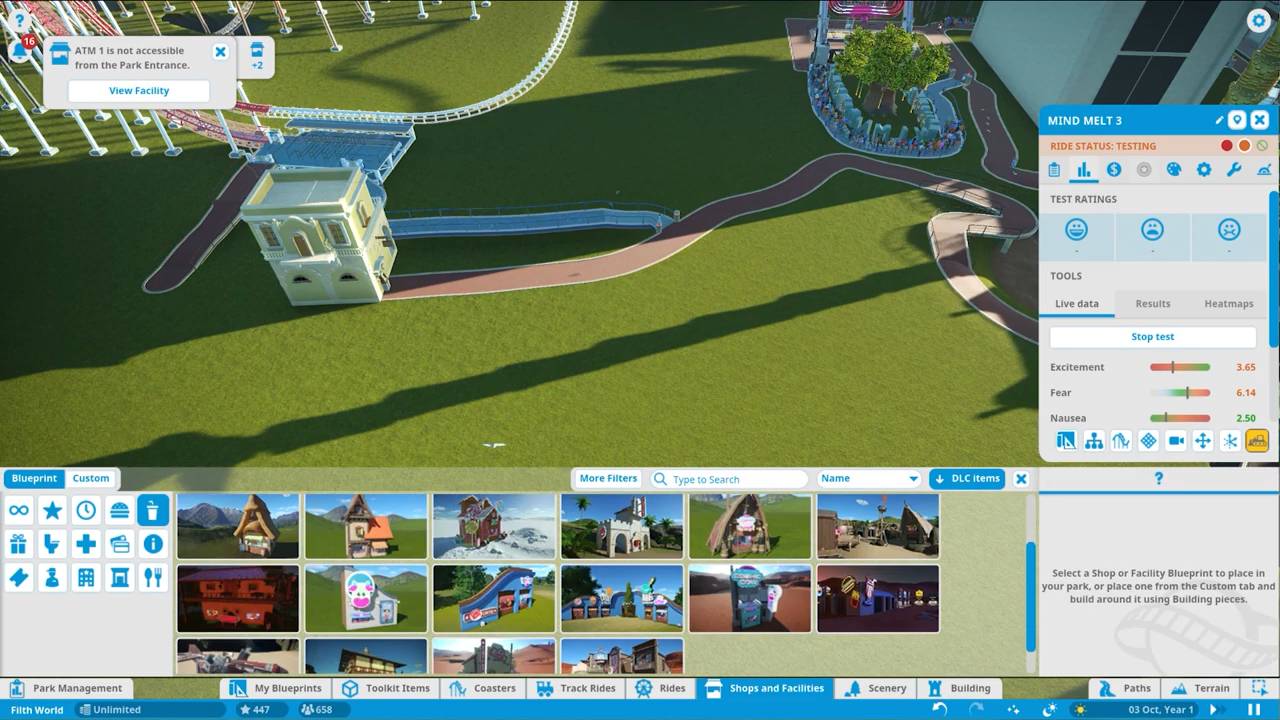 ?
16
ATM 1 is not accessible
from the Park Entrance.
View Facility
+2
MIND MELT 3
RIDE STATUS: TESTING
TEST RATINGS
- - -
TOOLS
Live data Results Heatmaps
Stop test
Excitement 3.65
Fear 6.14
Nausea 2.50
Blueprint Custom
More Filters Type to Search Name DLC items
?
Select a Shop or Facility Blueprint to place in
your park, or place one from the Custom tab and
build around it using Building pieces.
Park Management My Blueprints Toolkit Items Coasters Track Rides Rides Shops and Facilities Scenery Building Paths Terrain
Filth World Unlimited 447 658 03 Oct, Year 1